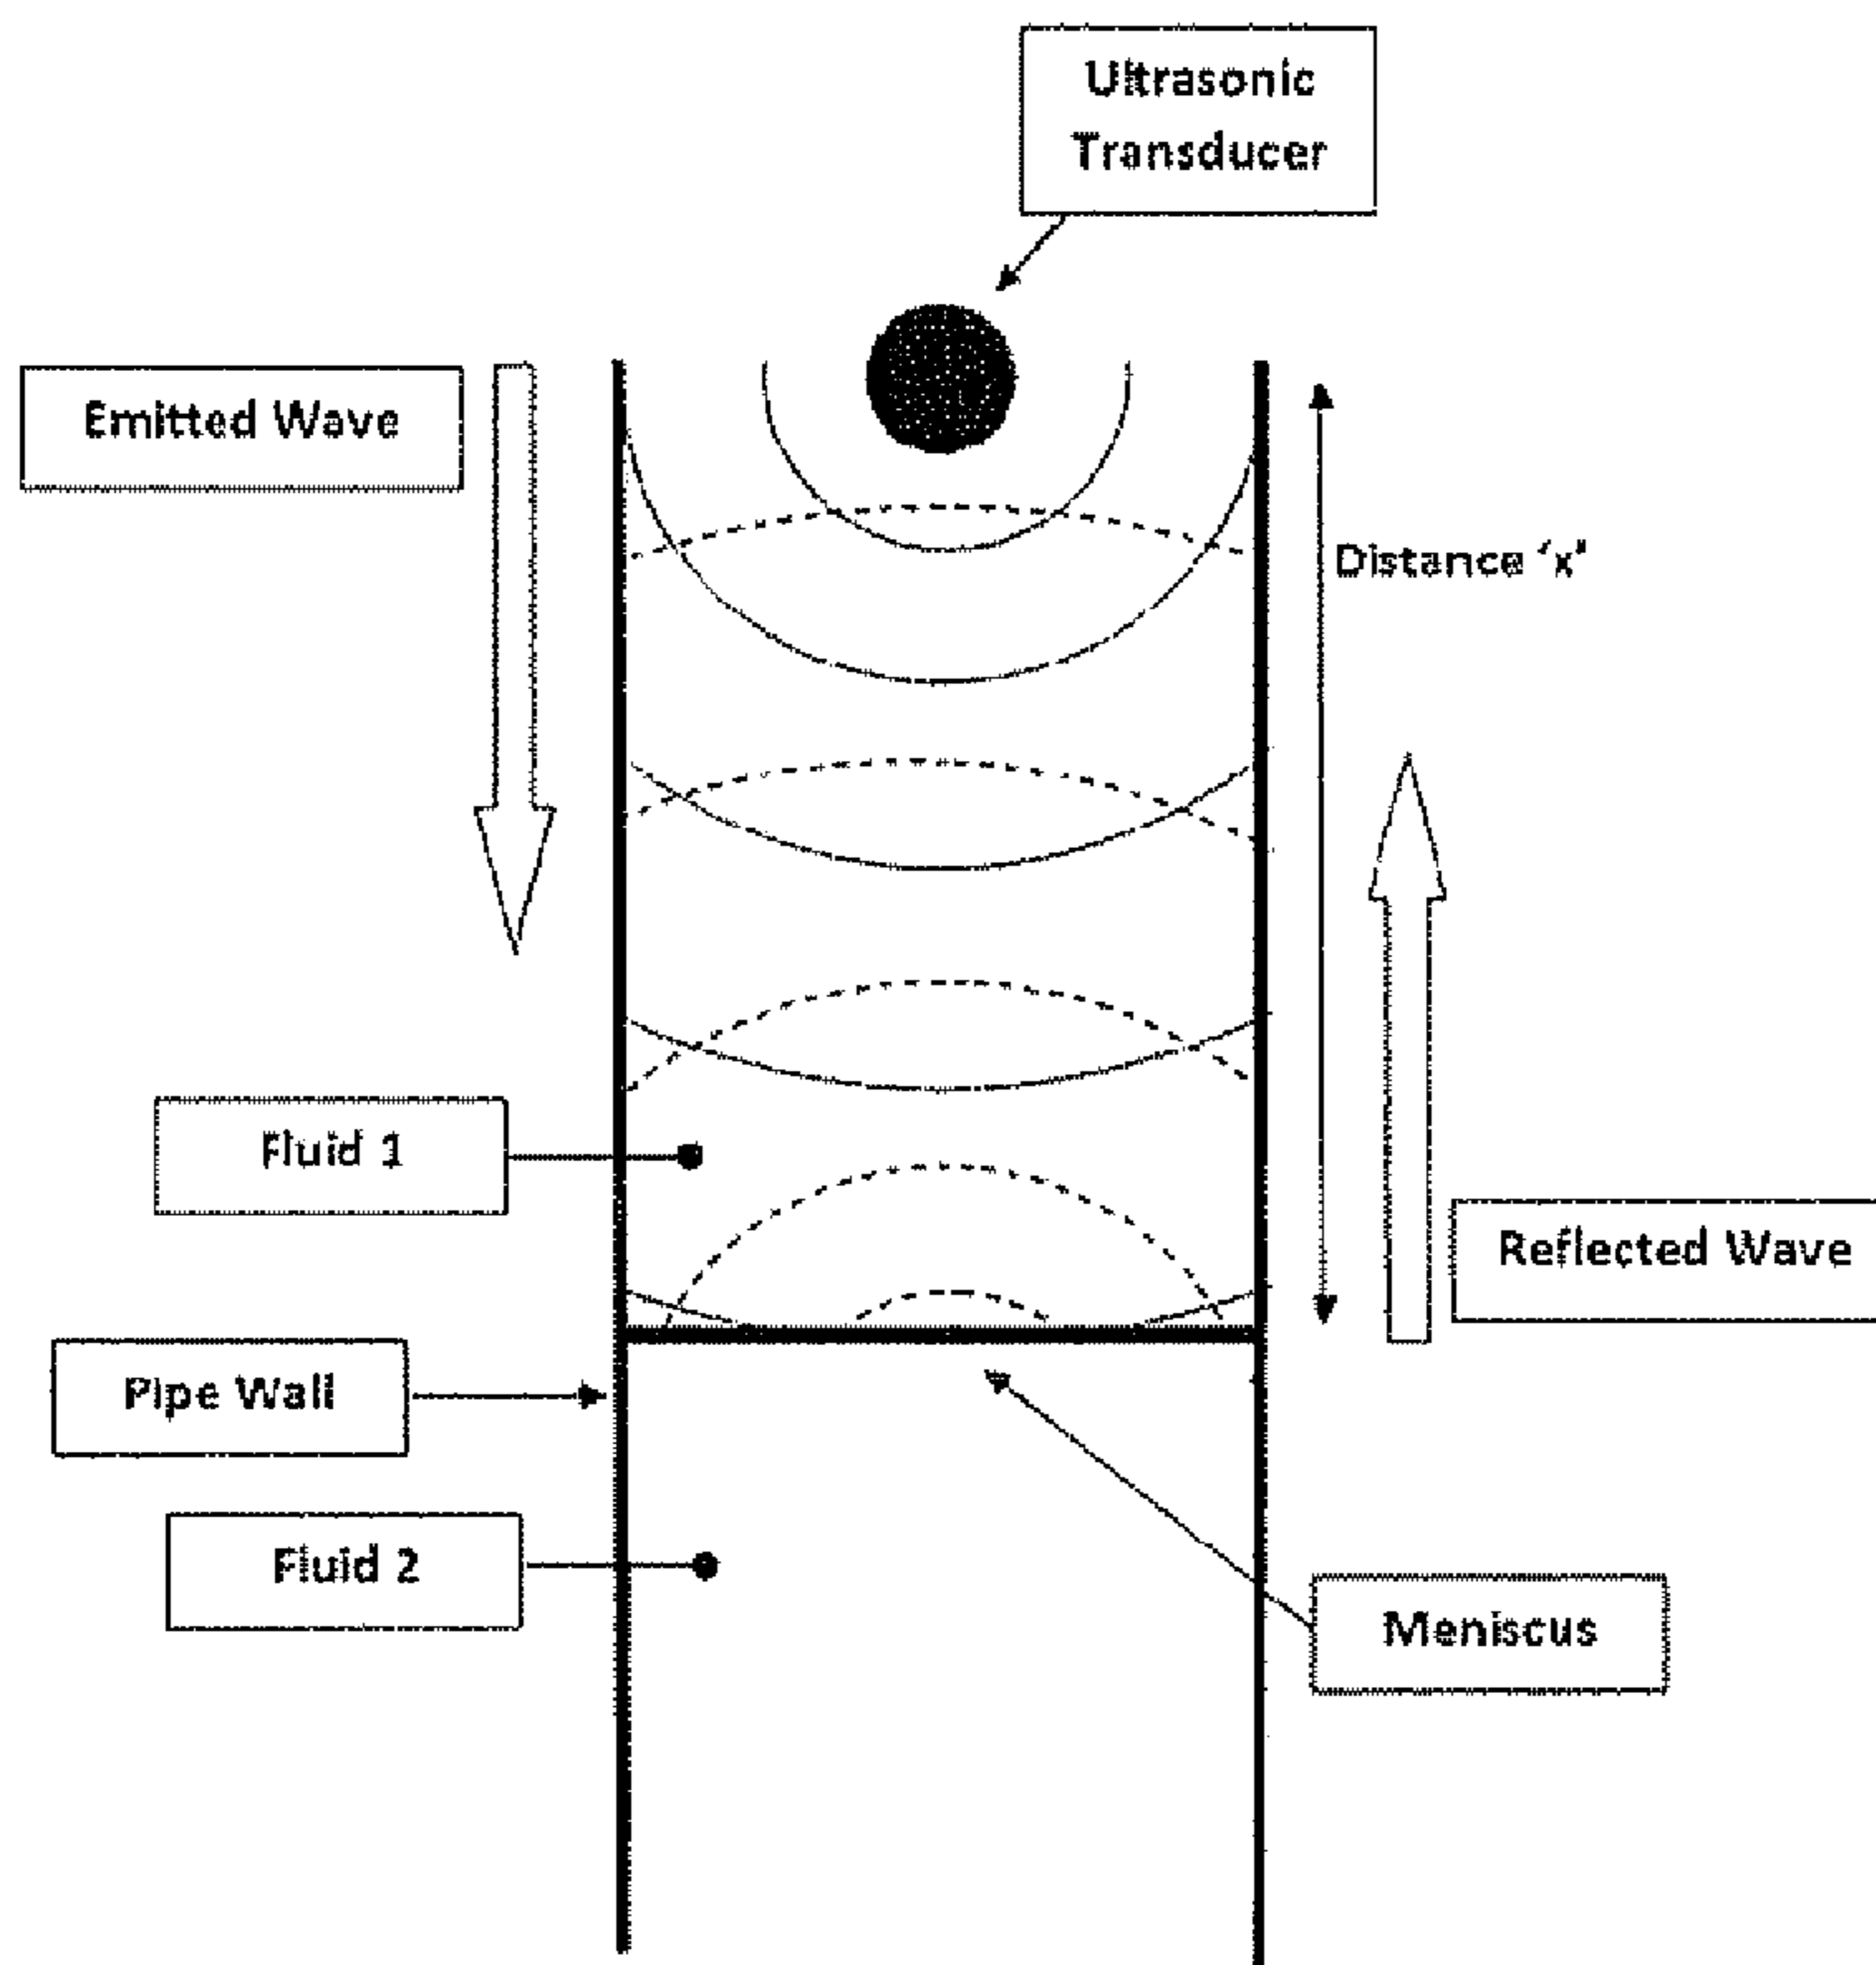 Ultrasonic
Transducer
Emitted Wave
Distance 'x'
Fluid 1
Reflected Wave
Pipe Wall
Fluid 2
Meniscus